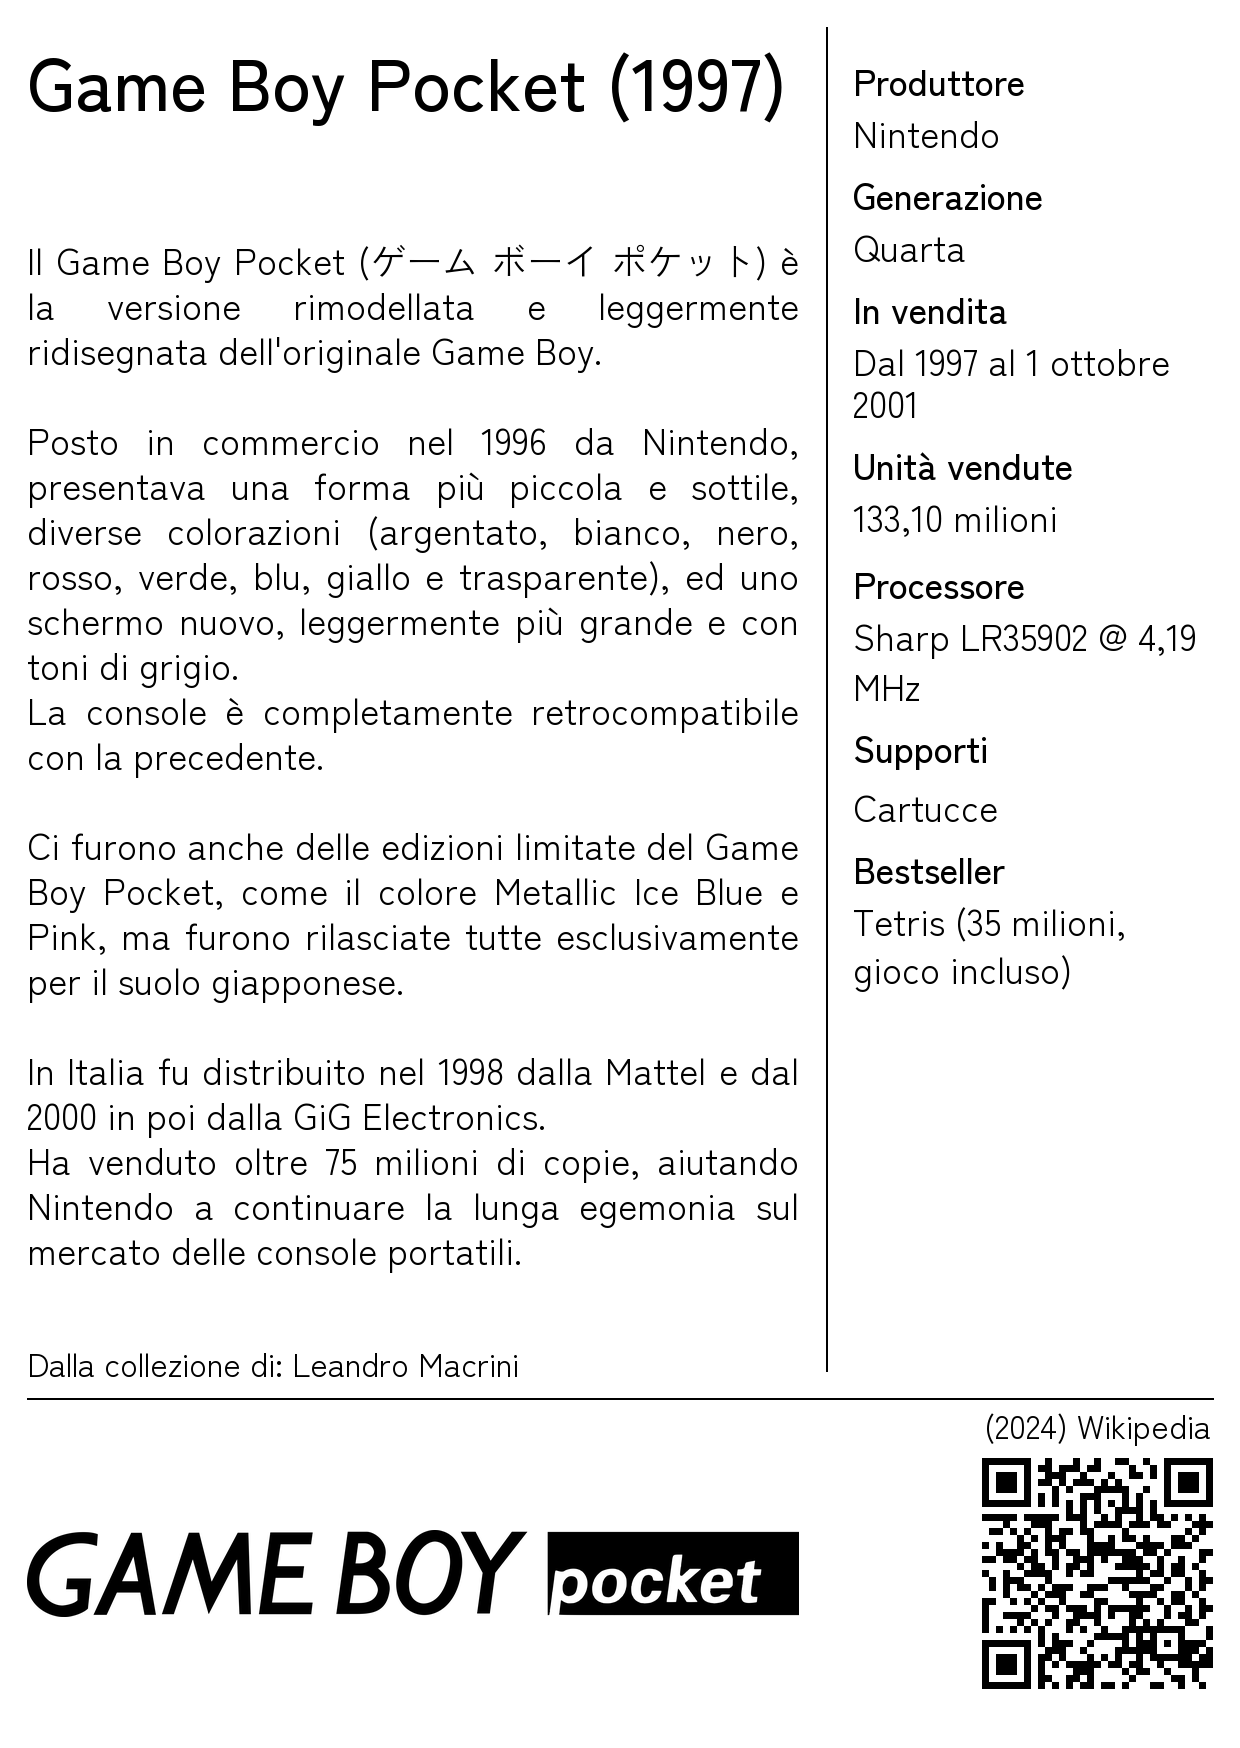 Game Boy Pocket (1997)
Il Game Boy Pocket (ゲーム ボーイ ポケット) è
la versione rimodellata e leggermente
ridisegnata dell'originale Game Boy.
Posto in commercio nel 1996 da Nintendo,
presentava una forma più piccola e sottile,
diverse colorazioni (argentato, bianco, nero,
rosso, verde, blu, giallo e trasparente), ed uno
schermo nuovo, leggermente più grande e con
toni di grigio.
La console è completamente retrocompatibile
con la precedente.
Ci furono anche delle edizioni limitate del Game
Boy Pocket, come il colore Metallic Ice Blue e
Pink, ma furono rilasciate tutte esclusivamente
per il suolo giapponese.
In Italia fu distribuito nel 1998 dalla Mattel e dal
2000 in poi dalla GiG Electronics.
Ha venduto oltre 75 milioni di copie, aiutando
Nintendo a continuare la lunga egemonia sul
mercato delle console portatili.
Dalla collezione di: Leandro Macrini
Produttore
Nintendo
Generazione
Quarta
In vendita
Dal 1997 al 1 ottobre
2001
Unità vendute
133,10 milioni
Processore
Sharp LR35902 @ 4,19
MHz
Supporti
Cartucce
Bestseller
Tetris (35 milioni,
gioco incluso)
(2024) Wikipedia
GAME BOY pocket